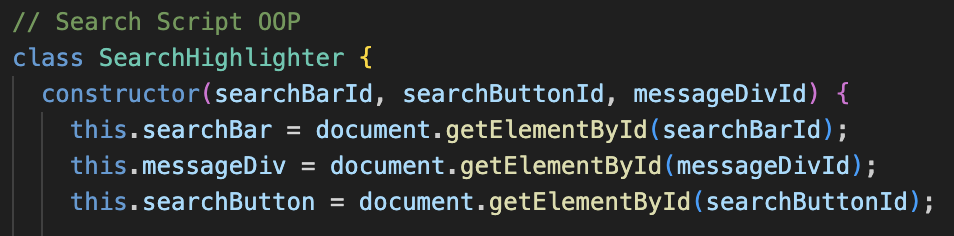 // Search Script OOP
class SearchHighlighter {
constructor(searchBarId, searchButtonId, messageDivId) {
this.searchBar = document.getElementById(searchBarId);
this.messageDiv = document.getElementById(messageDivId);
this.searchButton = document.getElementById(searchButtonId);